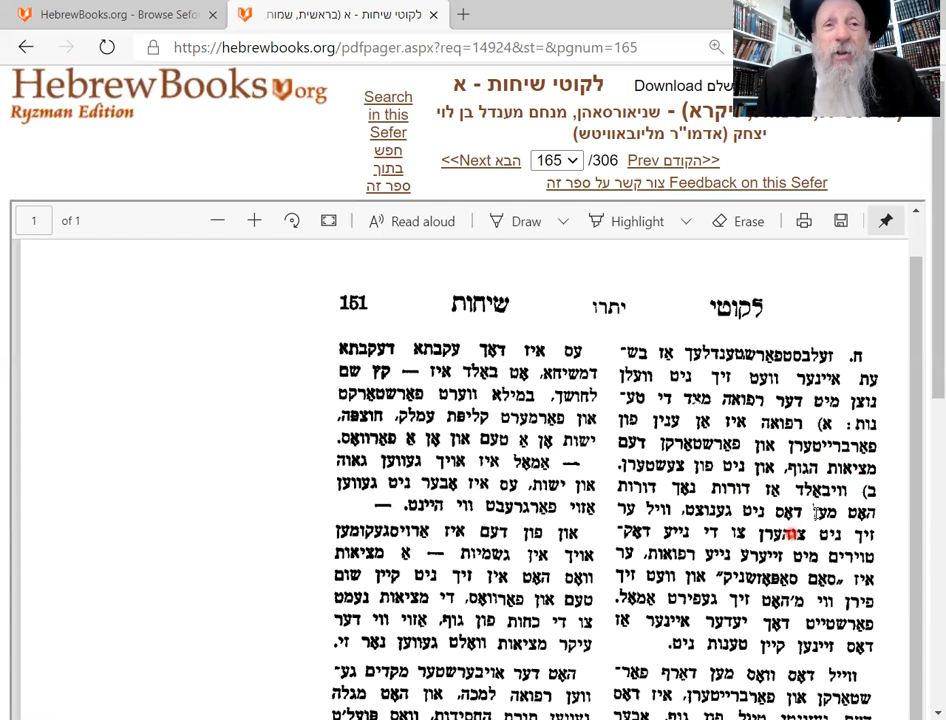 HebrewBooks.org - Browse Sefo
לקוטי שיחות - א (בראשית, שמות
https://hebrewbooks.org/pdfpager.aspx?req=14924&st=&pgnum=165
HebrewBooks.org
Ryzman Edition
Search
in this
Sefer
חפש
בתוך
ספר זה
לקוטי שיחות - א
Download שלם
יקרא) - שניאורסאהן, מנחם מענדל בן לוי
יצחק (אדמו"ר מליובאוויטש)
<<Next הבא 165 /306 Prev הקודם>>
Feedback on this Sefer צור קשר על ספר זה
1 of 1 Read aloud Draw Highlight Erase
לקוטי יתרו שיחות 151
ח. זעלבסטפארשטענדלעך אז בש־
עת איינער וועט זיך ניט וועלן
נוצן מיט דער רפואה מצד די טע־
נות: א) רפואה איז אן ענין פון
פארברייטערן און פארשטארקן דעם
מציאות הגוף, און ניט פון צעשטערן.
ב) וויבאלד אז דורות נאך דורות
האט מען דאס ניט גענוצט, וויל ער
זיך ניט צוהערן צו די נייע דאק־
טוירים מיט זייערע נייע רפואות, ער
איז „סאם סאפאזשניק" און וועט זיך
פירן ווי מ'האט זיך געפירט אמאל.
פארשטייט דאך יעדער איינער אז
דאס זיינען קיין טענות ניט.
ווייל דאס וואס מען דארף פאר־
שטארקן און פארברייטערן, איז דאס
עס איז דאך עקבתא דעקבתא
דמשיחא, אט באלד איז — קץ שם
לחושך, במילא ווערט פארשטארקט
און פארמערט קליפת עמלק, חוצפה,
ישות אן א טעם און אן א פארוואס.
— אמאל איז אויך געווען גאוה
און ישות, עס איז אבער ניט געווען
אזוי פארגרעבט ווי היינט. —
און פון דעם איז ארויסגעקומען
אויך אין גשמיות — א מציאות
וואס האט אין זיך ניט קיין שום
טעם און פארוואס, די מציאות נעמט
צו די כחות פון גוף, אזוי ווי דער
עיקר מציאות וואלט געווען נאר זי.
האט דער אויבערשטער מקדים גע־
ווען רפואה למכה, און האט מגלה